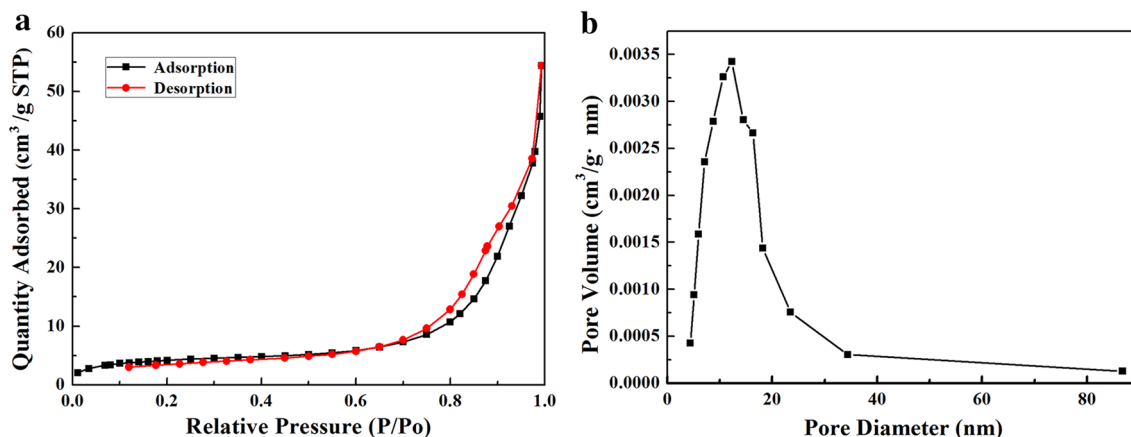 a
60
50
40
30
20
10
0
Quantity Adsorbed (cm³/g STP)
Adsorption
Desorption
0.0 0.2 0.4 0.6 0.8 1.0
Relative Pressure (P/Po)
b
0.0035
0.0030
0.0025
0.0020
0.0015
0.0010
0.0005
0.0000
Pore Volume (cm³/g· nm)
0 20 40 60 80
Pore Diameter (nm)